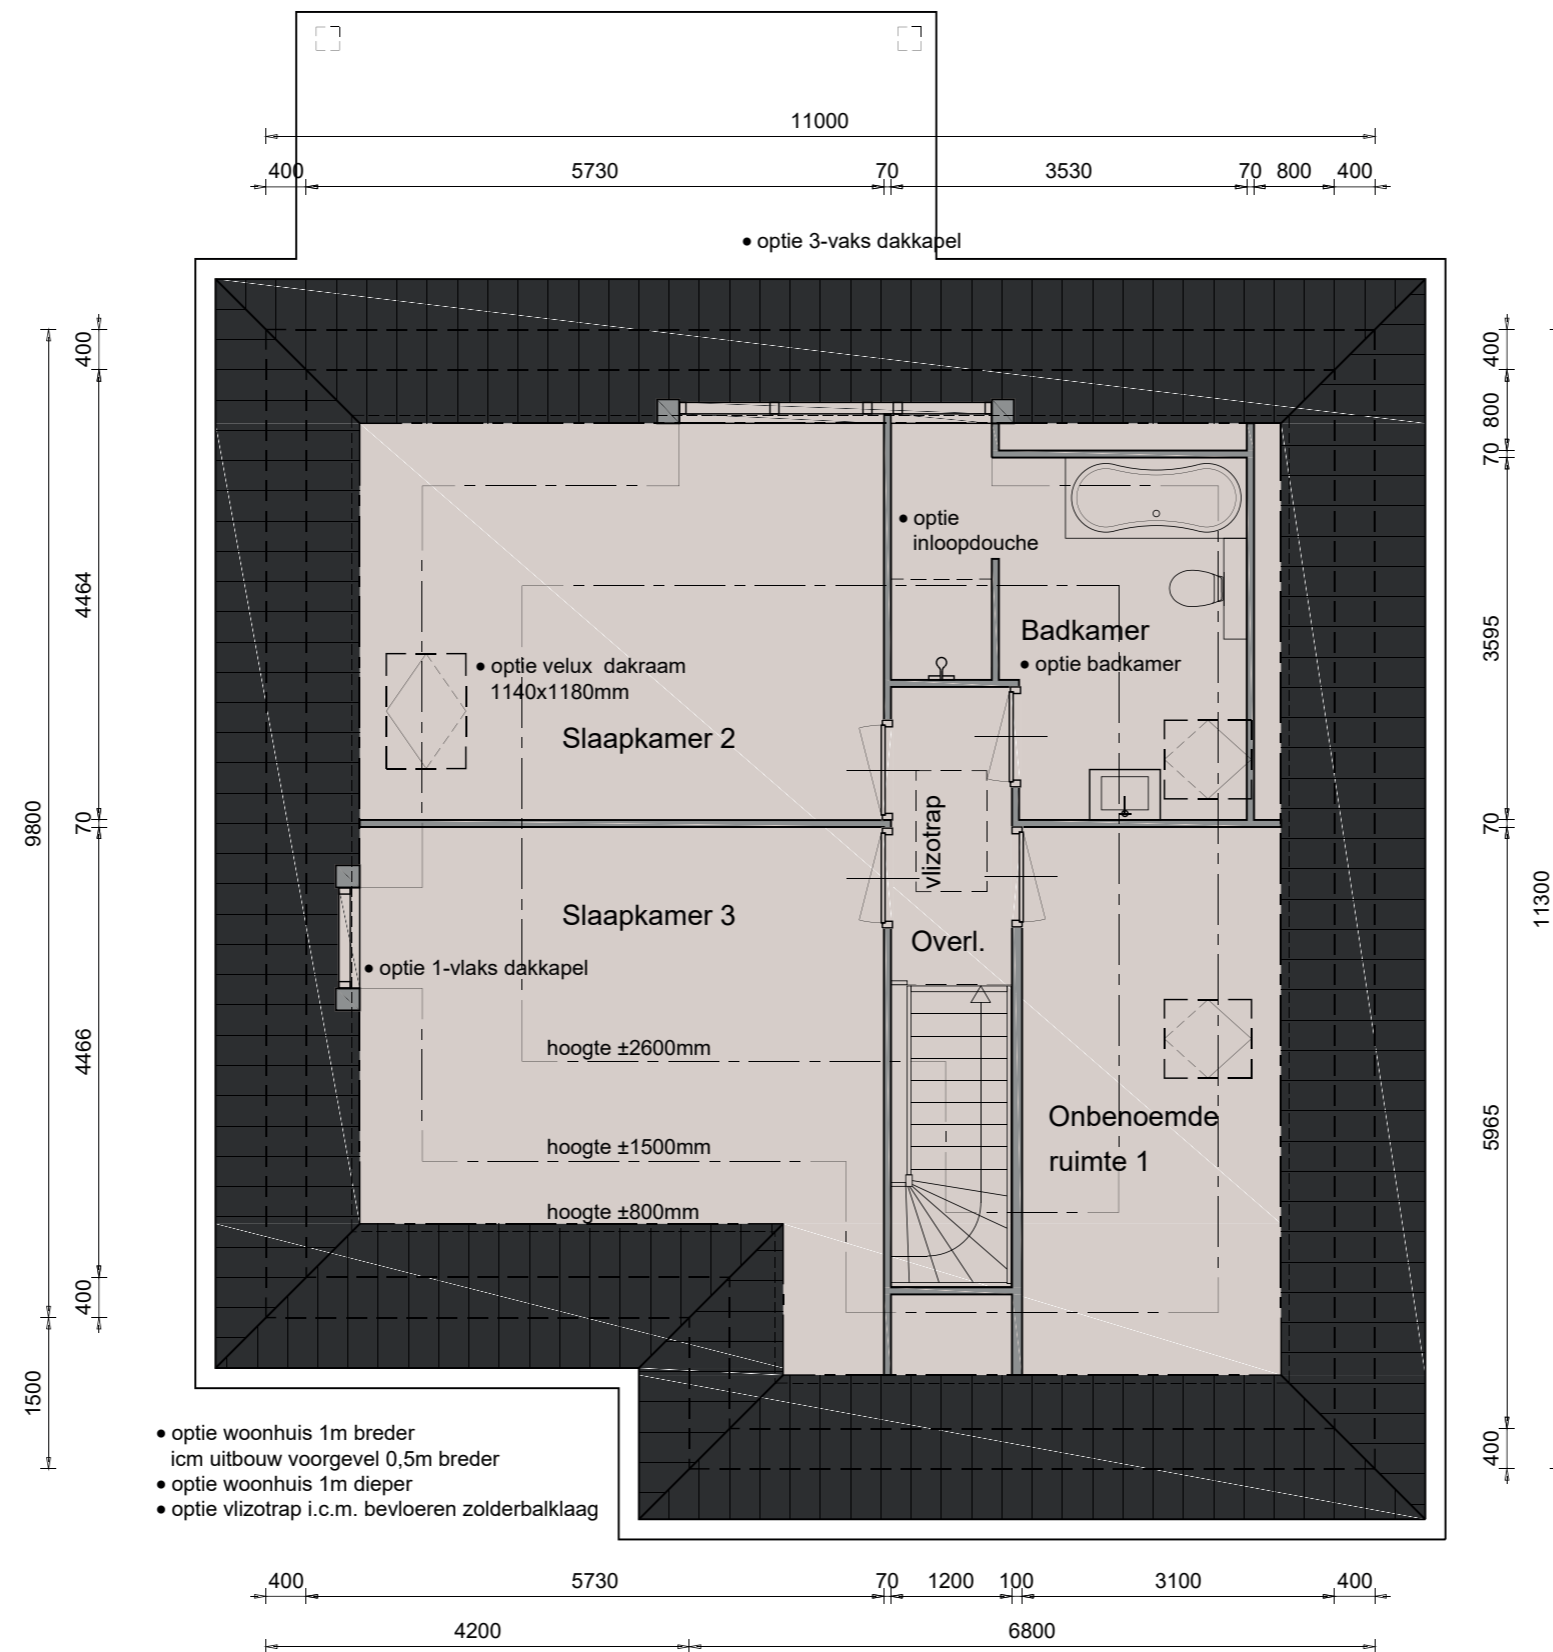 11000
400 5730 70 3530 70 800 400
• optie 3-vaks dakkapel
400
4464
70
4466
400
9800
1500
400
800
70
3595
70
5965
400
11300
• optie
inloopdouche
Badkamer
• optie badkamer
• optie velux dakraam
1140x1180mm
Slaapkamer 2
vlizotrap
Slaapkamer 3
Overl.
• optie 1-vlaks dakkapel
hoogte ±2600mm
Onbenoemde
ruimte 1
hoogte ±1500mm
hoogte ±800mm
• optie woonhuis 1m breder
icm uitbouw voorgevel 0,5m breder
• optie woonhuis 1m dieper
• optie vlizotrap i.c.m. bevloeren zolderbalklaag
400 5730 70 1200 100 3100 400
4200 6800